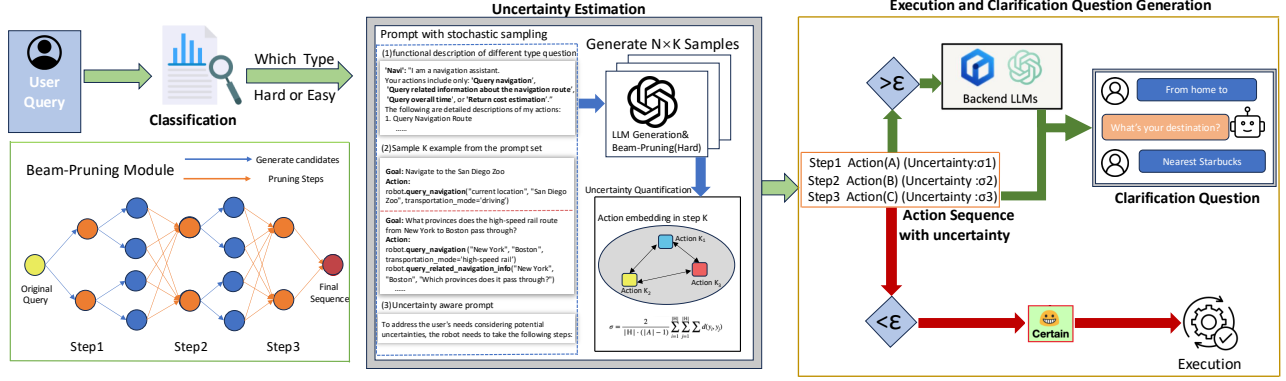 User
Query
Classification
Which Type
Hard or Easy
Beam-Pruning Module
Generate candidates
Pruning Steps
Original
Query
Final
Sequence
Step1
Step2
Step3
Uncertainty Estimation
Prompt with stochastic sampling
(1)functional description of different type question
'Navi': "I am a navigation assistant.
Your actions include only: 'Query navigation',
'Query related information about the navigation route',
'Query overall time', or 'Return cost estimation'."
The following are detailed descriptions of my actions:
1. Query Navigation Route
......
(2)Sample K example from the prompt set
Goal: Navigate to the San Diego Zoo
Action:
robot.query_navigation("current location", "San Diego
Zoo", transportation_mode='driving')
Goal: What provinces does the high-speed rail route
from New York to Boston pass through?
Action:
robot.query_navigation ("New York", "Boston",
transportation_mode='high-speed rail')
robot.query_related_navigation_info("New York",
"Boston", "Which provinces does it pass through?")
......
(3)Uncertainty aware prompt
To address the user's needs considering potential
uncertainties, the robot needs to take the following steps:
Generate N×K Samples
LLM Generation&
Beam-Pruning(Hard)
Uncertainty Quantification
Action embedding in step K
Action K₁
Action K₂
Action K₃
Execution and Clarification Question Generation
>ε
Backend LLMs
From home to
What's your destination?
Nearest Starbucks
Clarification Question
Step1 Action(A) (Uncertainty:σ1)
Step2 Action(B) (Uncertainty :σ2)
Step3 Action(C) (Uncertainty :σ3)
Action Sequence
with uncertainty
<ε
Certain
Execution